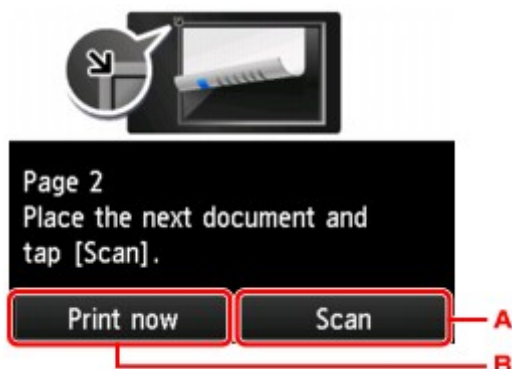 Page 2
Place the next document and
tap [Scan].
Print now
Scan
A
B